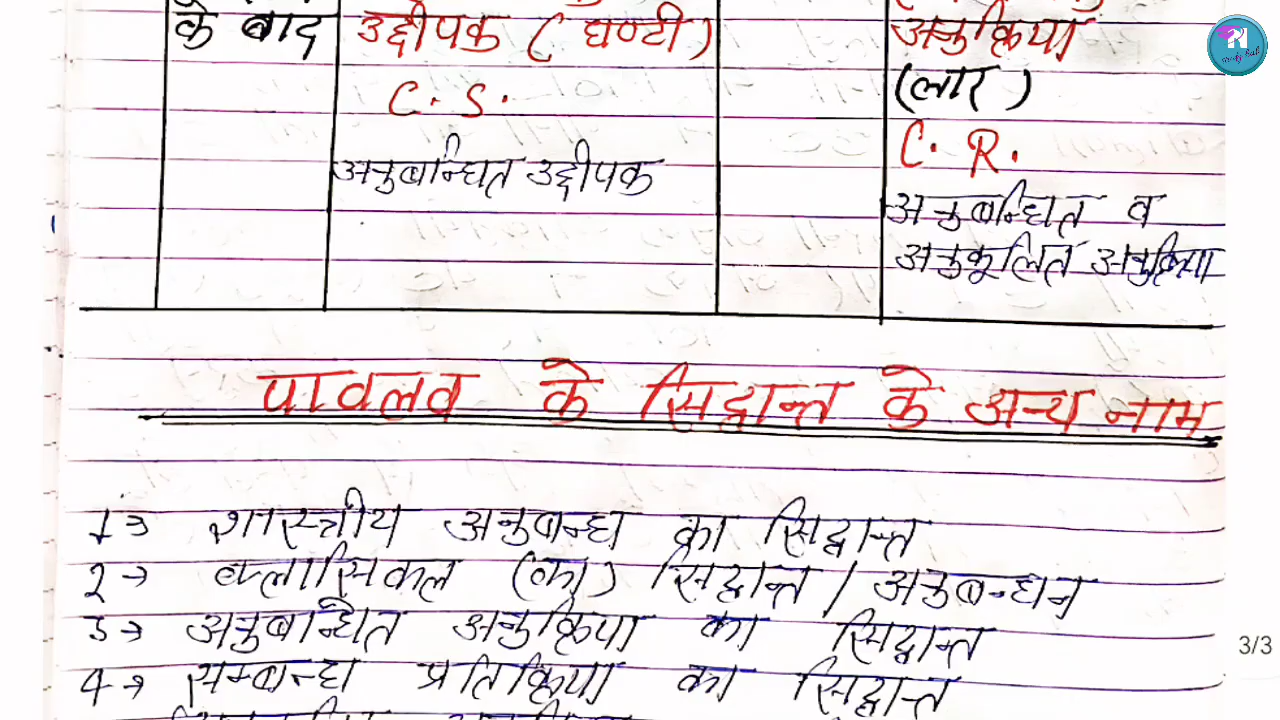 के बाद उद्दीपक (घण्टी) अनुक्रिया
(लार)
C. S.
C. R.
अनुबन्धित उद्दीपक
अनुबन्धित व
अनुकूलित अनुक्रिया
पावलव के सिद्धान्त के अन्य नाम
1→ शास्त्रीय अनुबन्ध का सिद्धान्त
2→ क्लासिकल (का) सिद्धान्त / अनुबन्धन
3→ अनुबन्धित अनुक्रिया का सिद्धान्त
3/3
4→ सम्बन्ध प्रतिक्रिया का सिद्धान्त